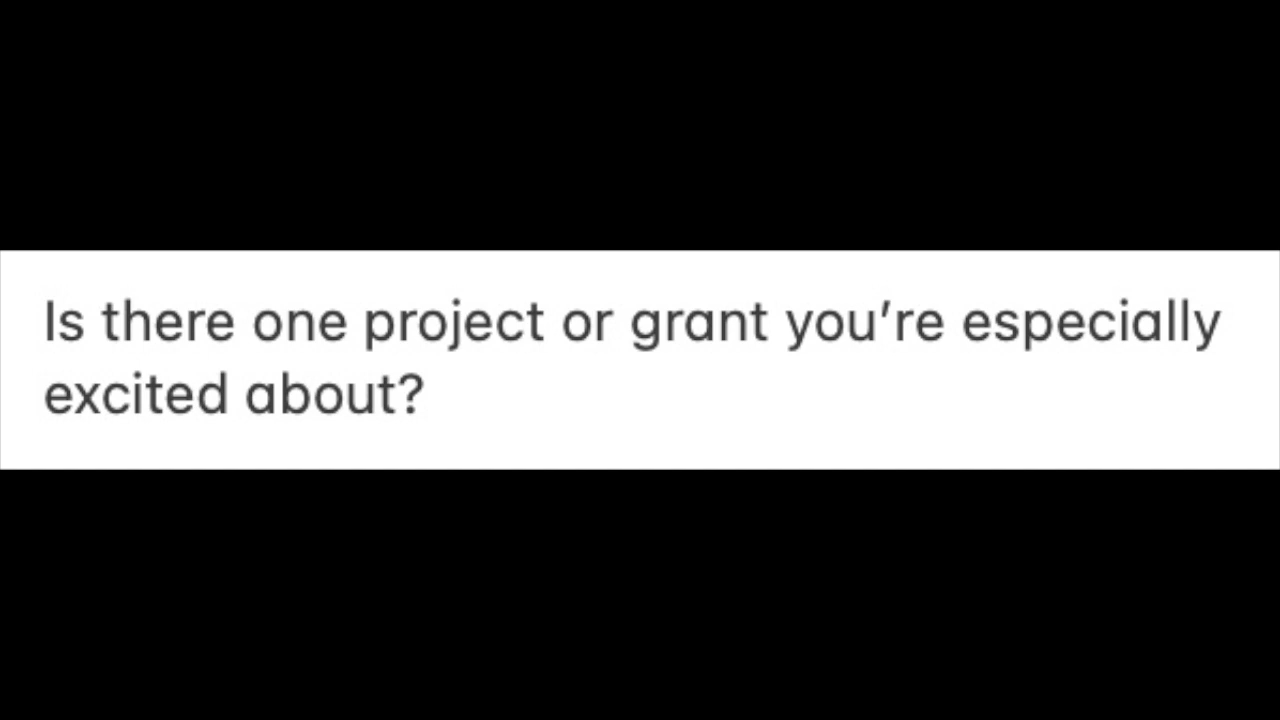 Is there one project or grant you’re especially
excited about?